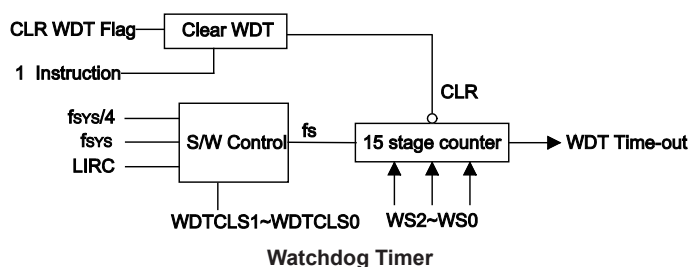 CLR WDT Flag
Clear WDT
1 Instruction
CLR
fSYS/4
fSYS
LIRC
S/W Control
fs
15 stage counter
WDT Time-out
WDTCLS1~WDTCLS0
WS2~WS0
Watchdog Timer